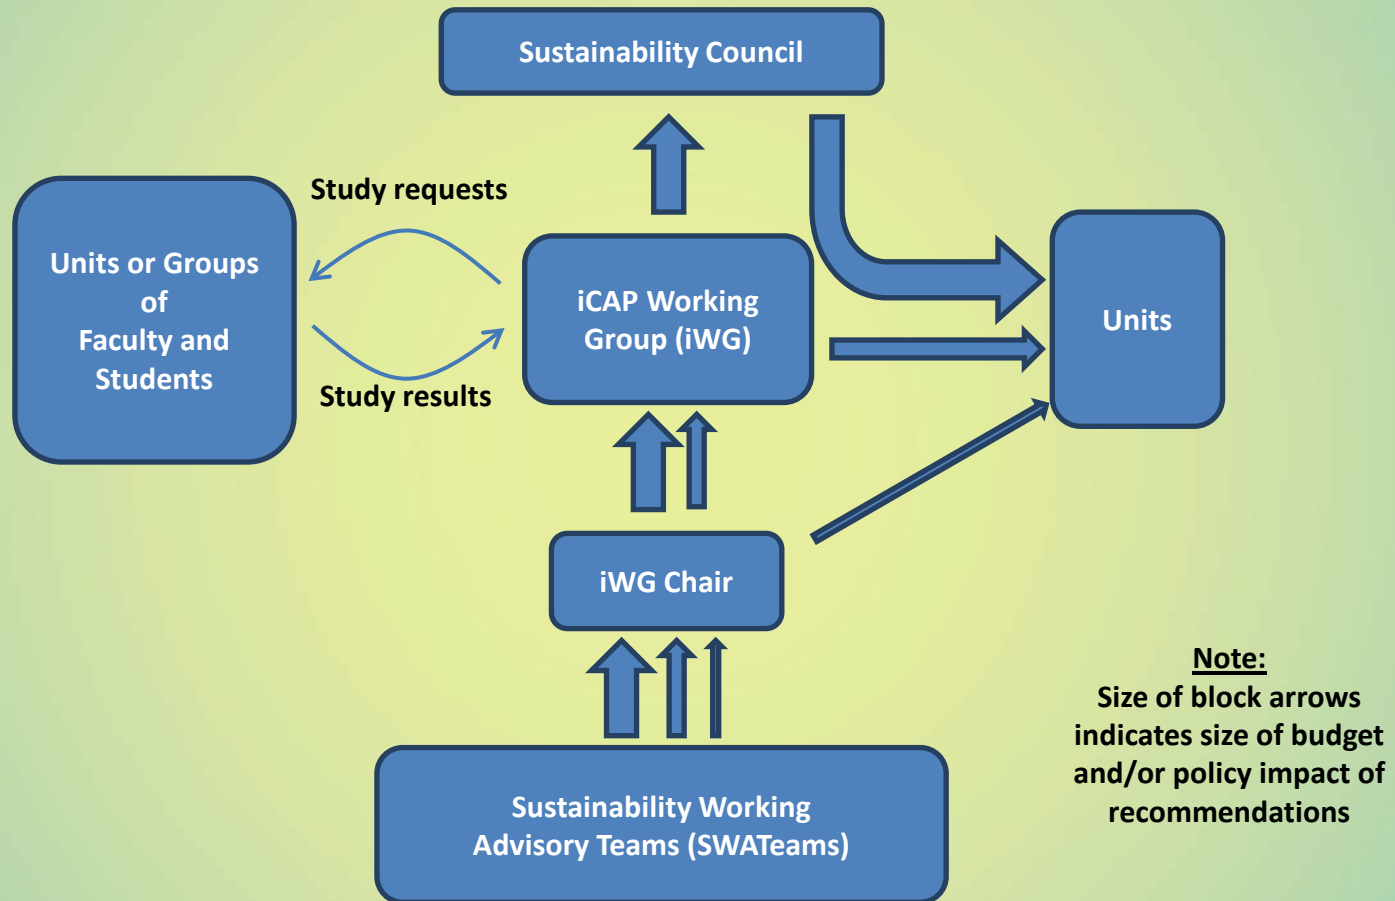 Sustainability Council
Study requests
Units or Groups
of
Faculty and
Students
Study results
iCAP Working
Group (iWG)
Units
iWG Chair
Note:
Size of block arrows
indicates size of budget
and/or policy impact of
recommendations
Sustainability Working
Advisory Teams (SWATeams)